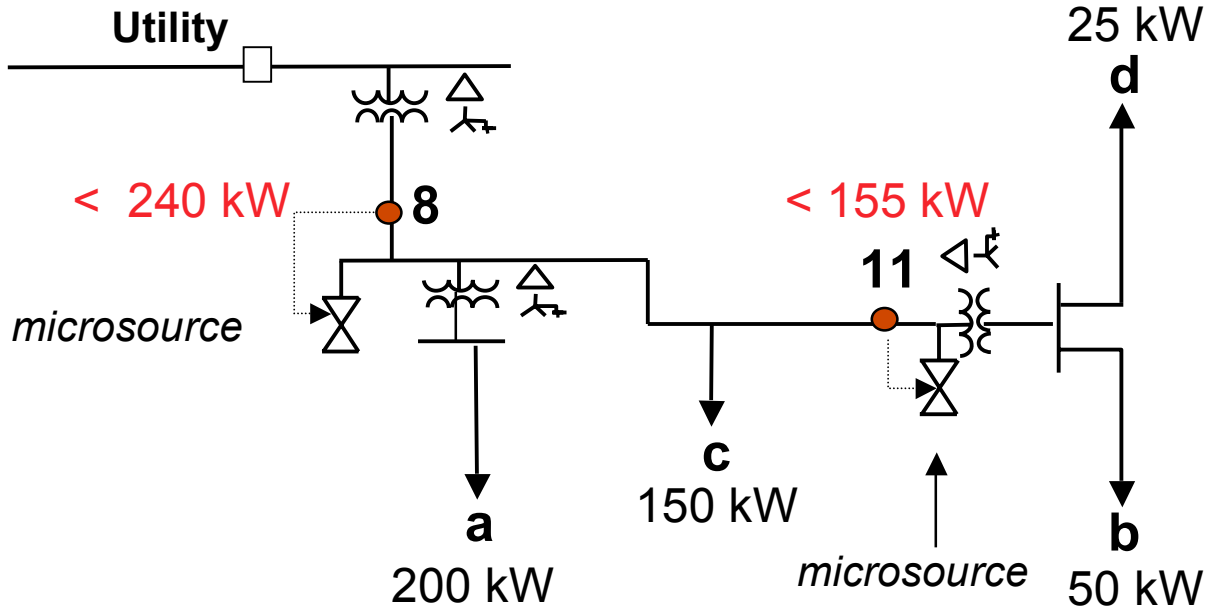 Utility
25 kW
d
< 240 kW
8
< 155 kW
11
microsource
c
150 kW
a
200 kW
microsource
b
50 kW